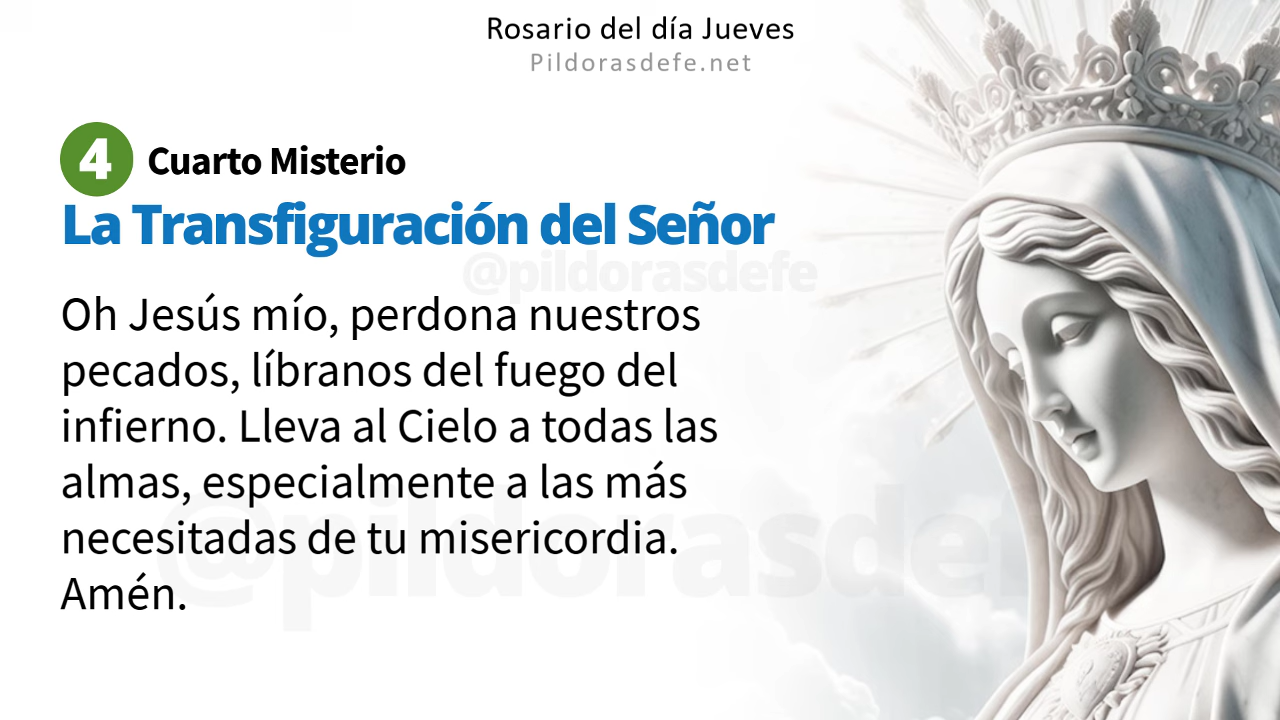 Rosario del día Jueves
Pildorasdefe.net
4 Cuarto Misterio
La Transfiguración del Señor
@pildorasdefe
Oh Jesús mío, perdona nuestros
pecados, líbranos del fuego del
infierno. Lleva al Cielo a todas las
almas, especialmente a las más
necesitadas de tu misericordia.
Amén.
@pildorasdefe